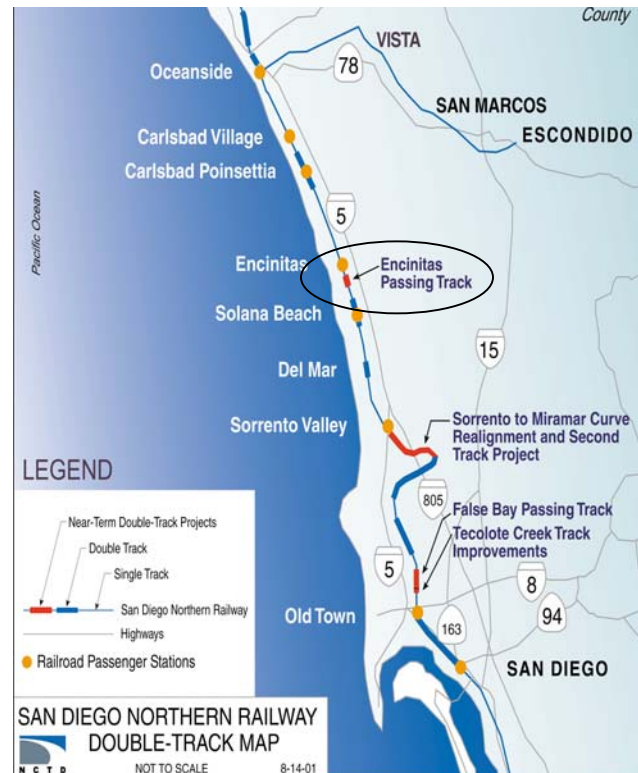 County
VISTA
Oceanside
78
SAN MARCOS
ESCONDIDO
Carlsbad Village
Carlsbad Poinsettia
Pacific Ocean
5
Encinitas
Encinitas
Passing Track
Solana Beach
15
Del Mar
Sorrento Valley
Sorrento to Miramar Curve
Realignment and Second
Track Project
LEGEND
805
Near-Term Double-Track Projects
Double Track
Single Track
San Diego Northern Railway
Highways
Railroad Passenger Stations
False Bay Passing Track
Tecolote Creek Track
Improvements
5
8
Old Town
163
94
SAN DIEGO
SAN DIEGO NORTHERN RAILWAY
DOUBLE-TRACK MAP
NCTD
NOT TO SCALE
8-14-01